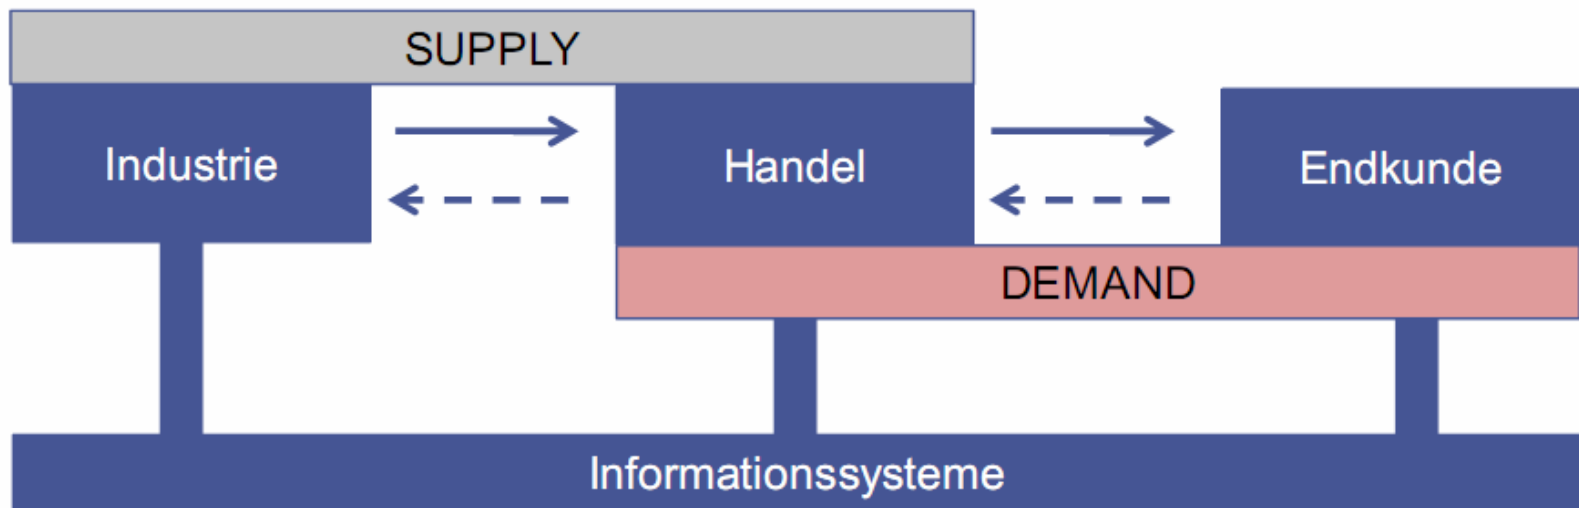 SUPPLY
Industrie
Handel
Endkunde
DEMAND
Informationssysteme